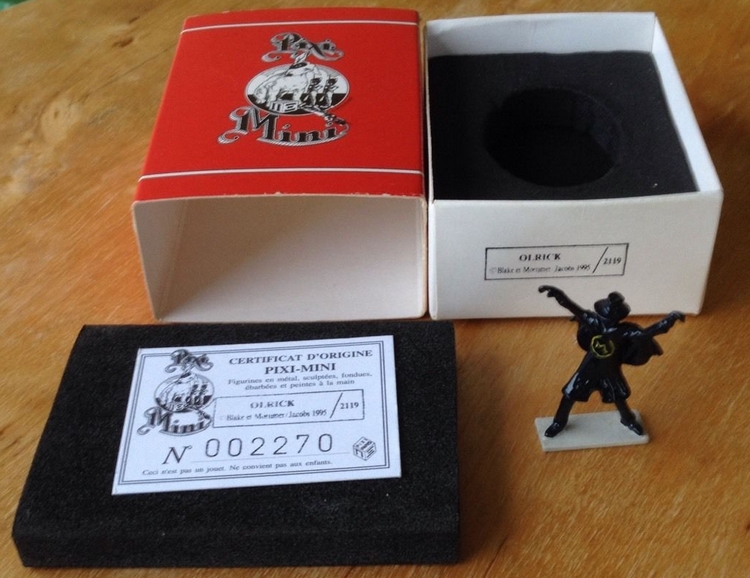 Pixi
Mini
OLRICK
© Blake et Mortimer Jacobs 1995 / 2119
Pixi
Mini
CERTIFICAT D'ORIGINE
PIXI-MINI
Figurines en métal, sculptées, fondues,
ébarbées et peintes à la main
OLRICK
© Blake et Mortimer Jacobs 1995 / 2119
N° 002270
Ceci n'est pas un jouet. Ne convient pas aux enfants.
M